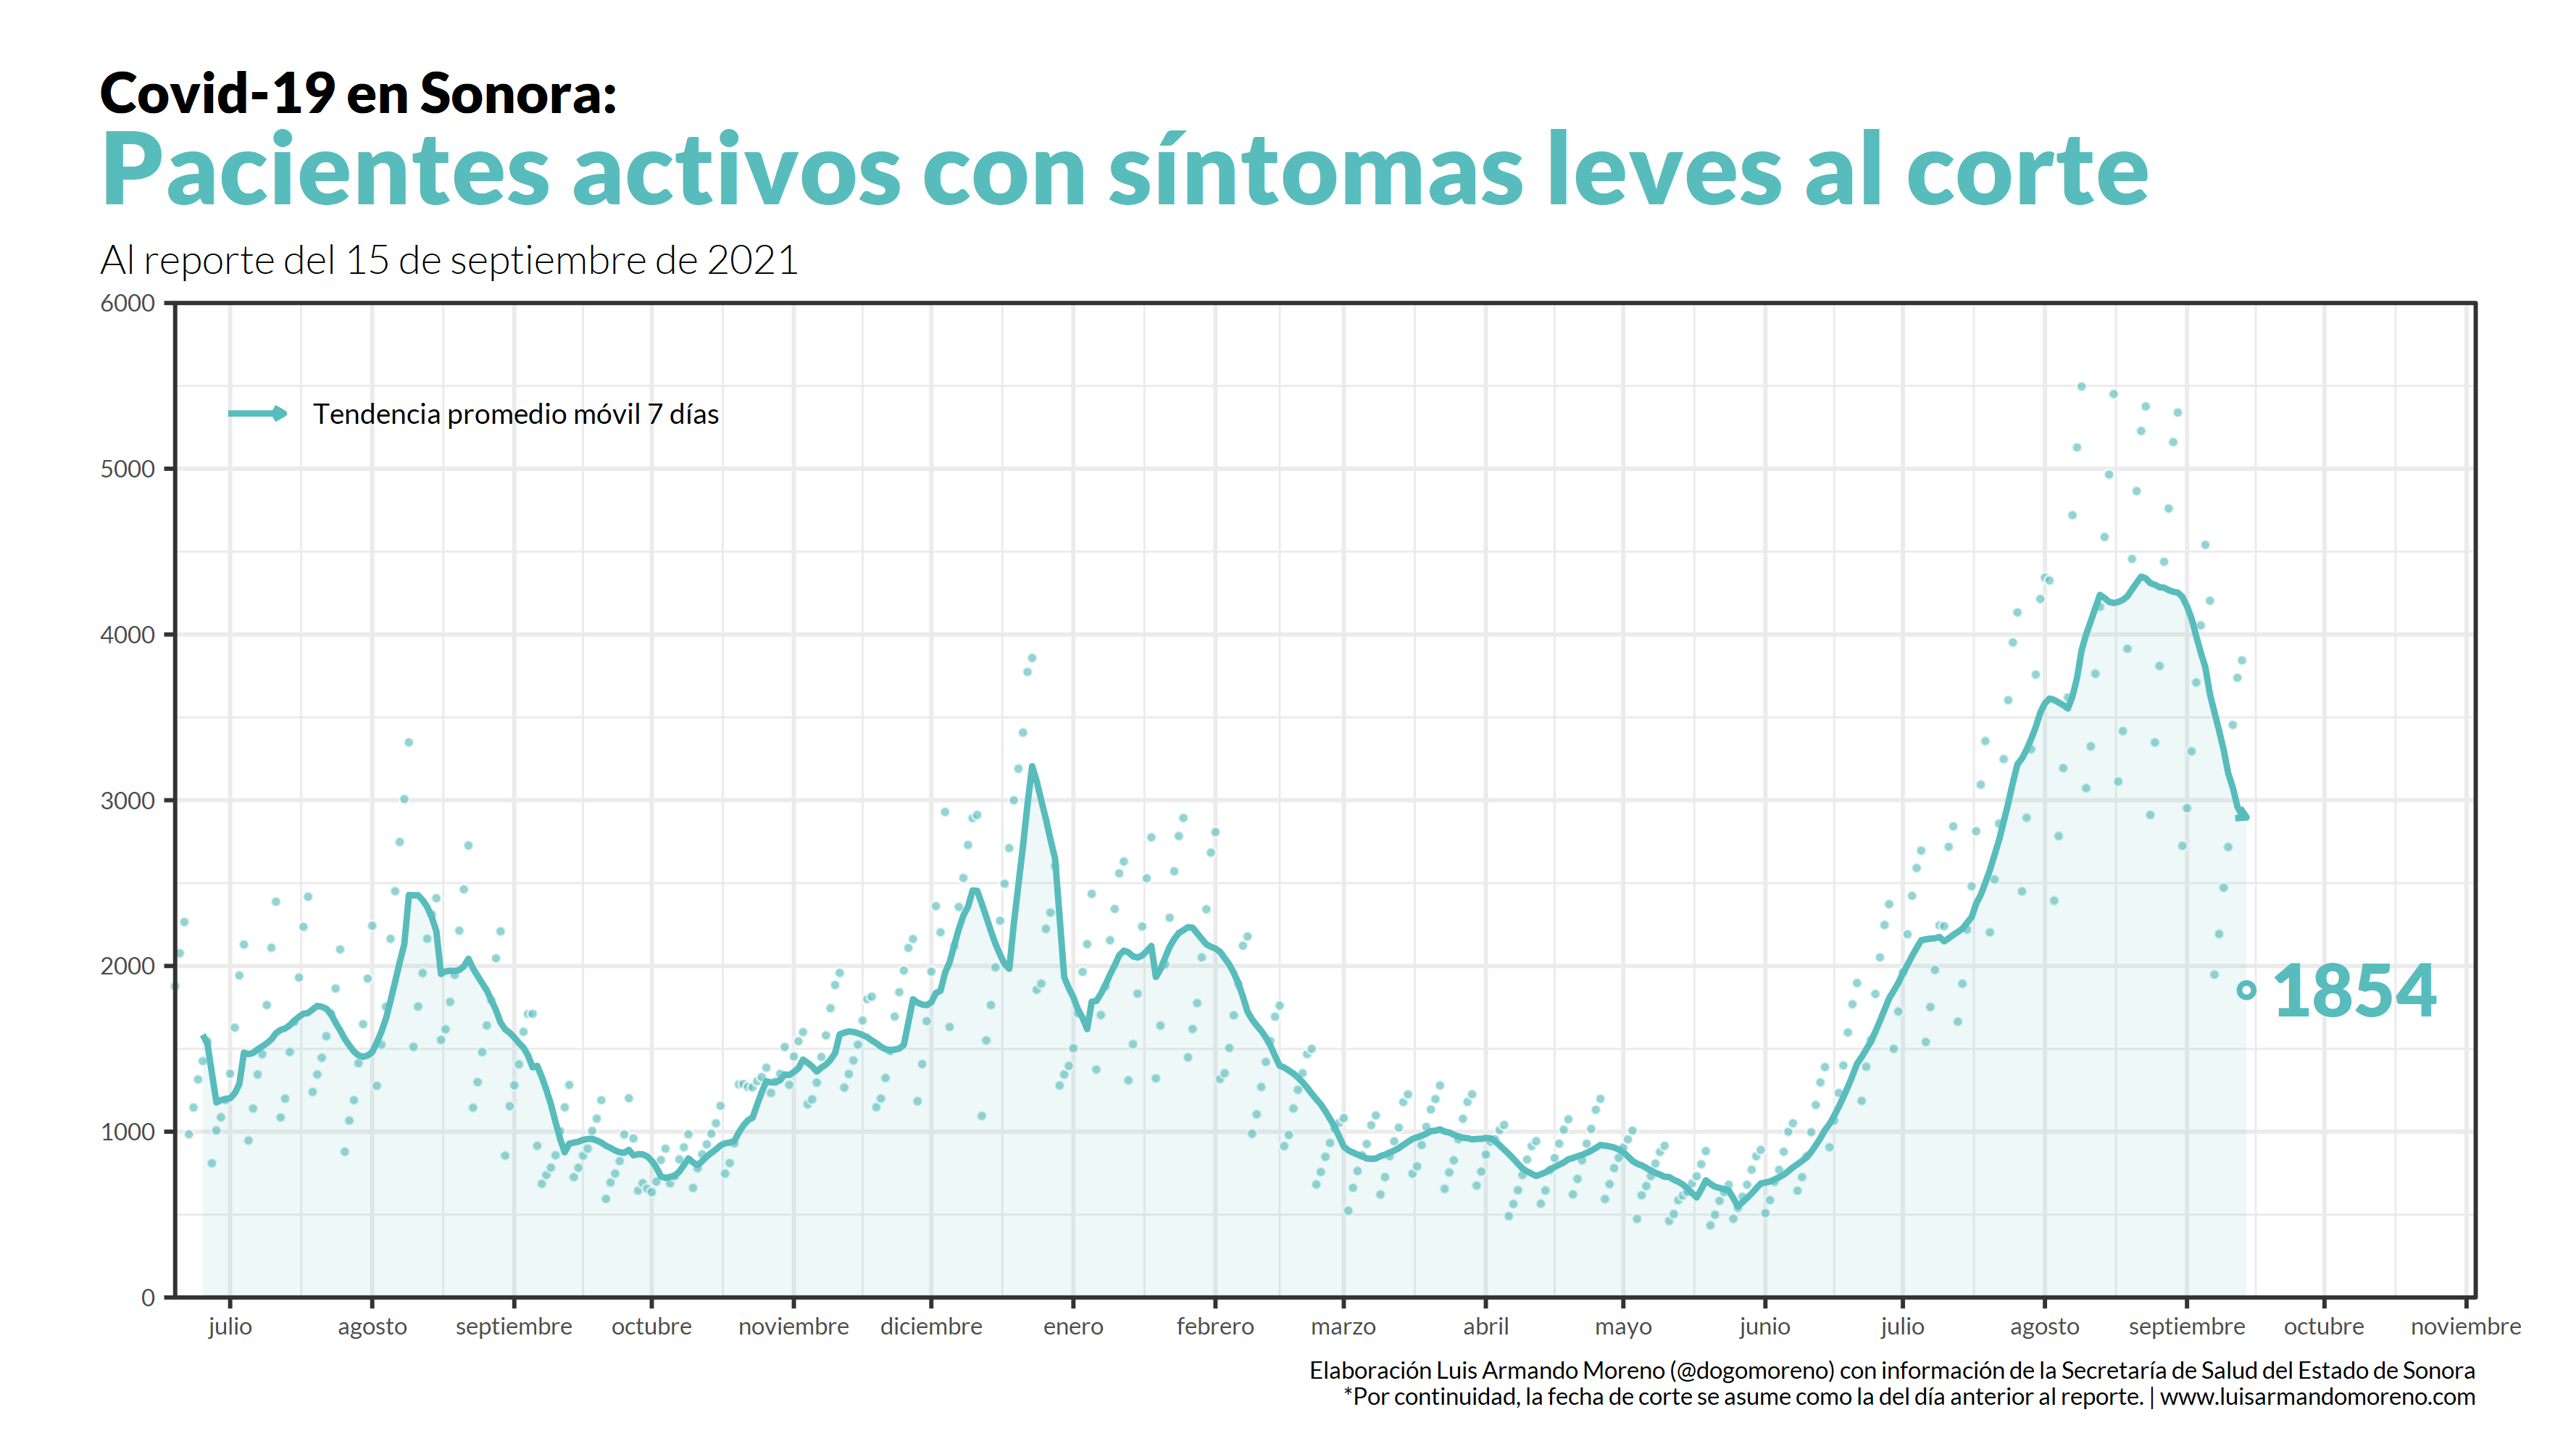 Covid-19 en Sonora:
Pacientes activos con síntomas leves al corte
Al reporte del 15 de septiembre de 2021
6000
Tendencia promedio móvil 7 días
5000
4000
3000
2000
1854
1000
0
julio agosto septiembre octubre noviembre diciembre enero febrero marzo abril mayo junio julio agosto septiembre octubre noviembre
Elaboración Luis Armando Moreno (@dogomoreno) con información de la Secretaría de Salud del Estado de Sonora
*Por continuidad, la fecha de corte se asume como la del día anterior al reporte. | www.luisarmandomoreno.com